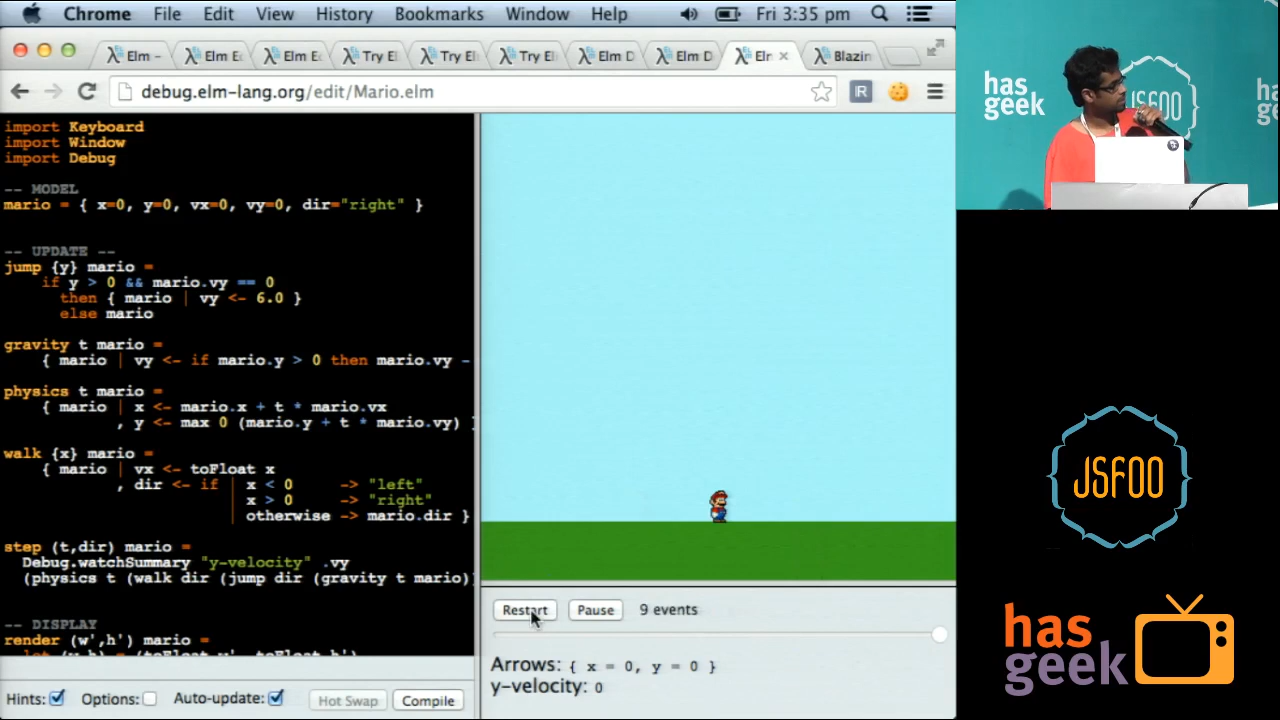 Chrome File Edit View History Bookmarks Window Help Fri 3:35 pm
Elm – Elm E Elm E Try El Try El Try El Elm D Elm D Elm Blazin
debug.elm-lang.org/edit/Mario.elm
import Keyboard
import Window
import Debug
-- MODEL
mario = { x=0, y=0, vx=0, vy=0, dir="right" }
-- UPDATE --
jump {y} mario =
if y > 0 && mario.vy == 0
then { mario | vy <- 6.0 }
else mario
gravity t mario =
{ mario | vy <- if mario.y > 0 then mario.vy -
physics t mario =
{ mario | x <- mario.x + t * mario.vx
, y <- max 0 (mario.y + t * mario.vy) }
walk {x} mario =
{ mario | vx <- toFloat x
, dir <- if | x < 0 -> "left"
| x > 0 -> "right"
| otherwise -> mario.dir }
step (t,dir) mario =
Debug.watchSummary "y-velocity" .vy
(physics t (walk dir (jump dir (gravity t mario)
-- DISPLAY
render (w',h') mario =
Hints: Options: Auto-update: Hot Swap Compile
Restart Pause 9 events
Arrows: { x = 0, y = 0 }
y-velocity: 0
has
geek
JSFOO
ha
ge
JSFOO
has
geek